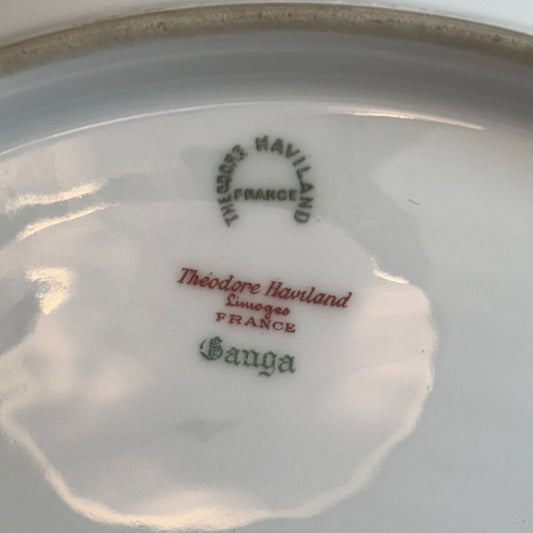 THEODORE HAVILAND
FRANCE
Théodore Haviland
Limoges
FRANCE
Ganga